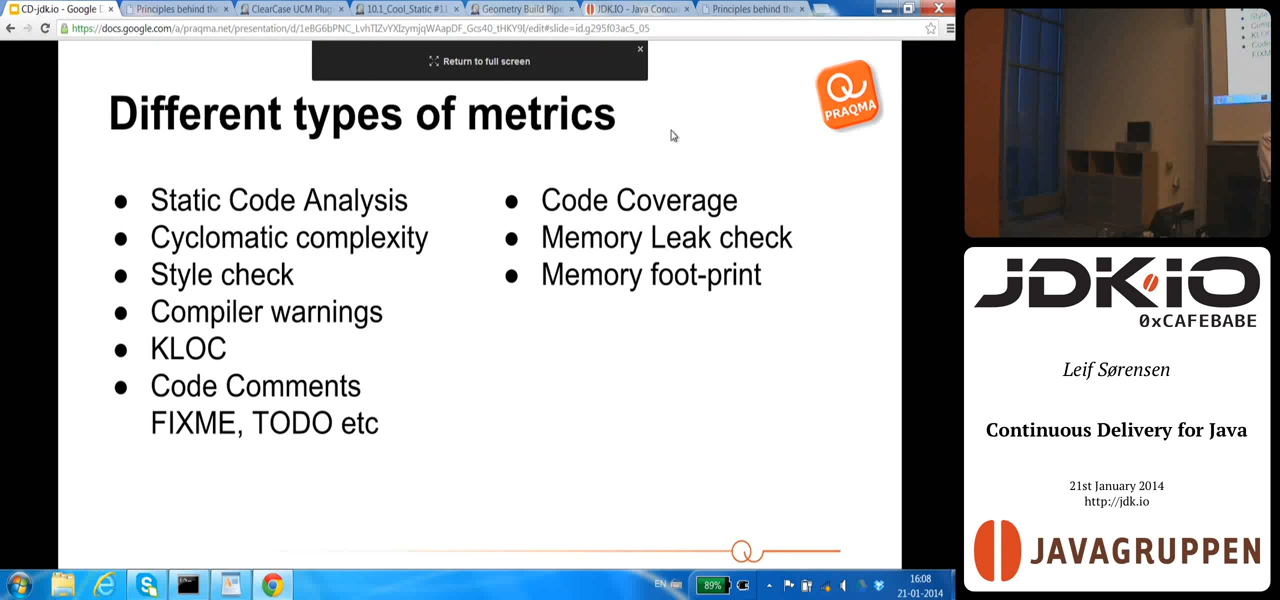 CD-jdk.io - Google D
Principles behind the
ClearCase UCM Plug
10.1_Cool_Static #11
Geometry Build Pipe
JDK.IO - Java Concur
Principles behind the
https://docs.google.com/a/praqma.net/presentation/d/1eBG6bPNC_LvhTlZvYXIzymjqWAapDF_Gcs40_tHKY9I/edit#slide=id.g295f03ac5_05
Return to full screen
Different types of metrics
PRAQMA
Static Code Analysis
Cyclomatic complexity
Style check
Compiler warnings
KLOC
Code Comments
FIXME, TODO etc
Code Coverage
Memory Leak check
Memory foot-print
EN
89%
16:08
21-01-2014
JDK.iO
0xCAFEBABE
Leif Sørensen
Continuous Delivery for Java
21st January 2014
http://jdk.io
JAVAGRUPPEN